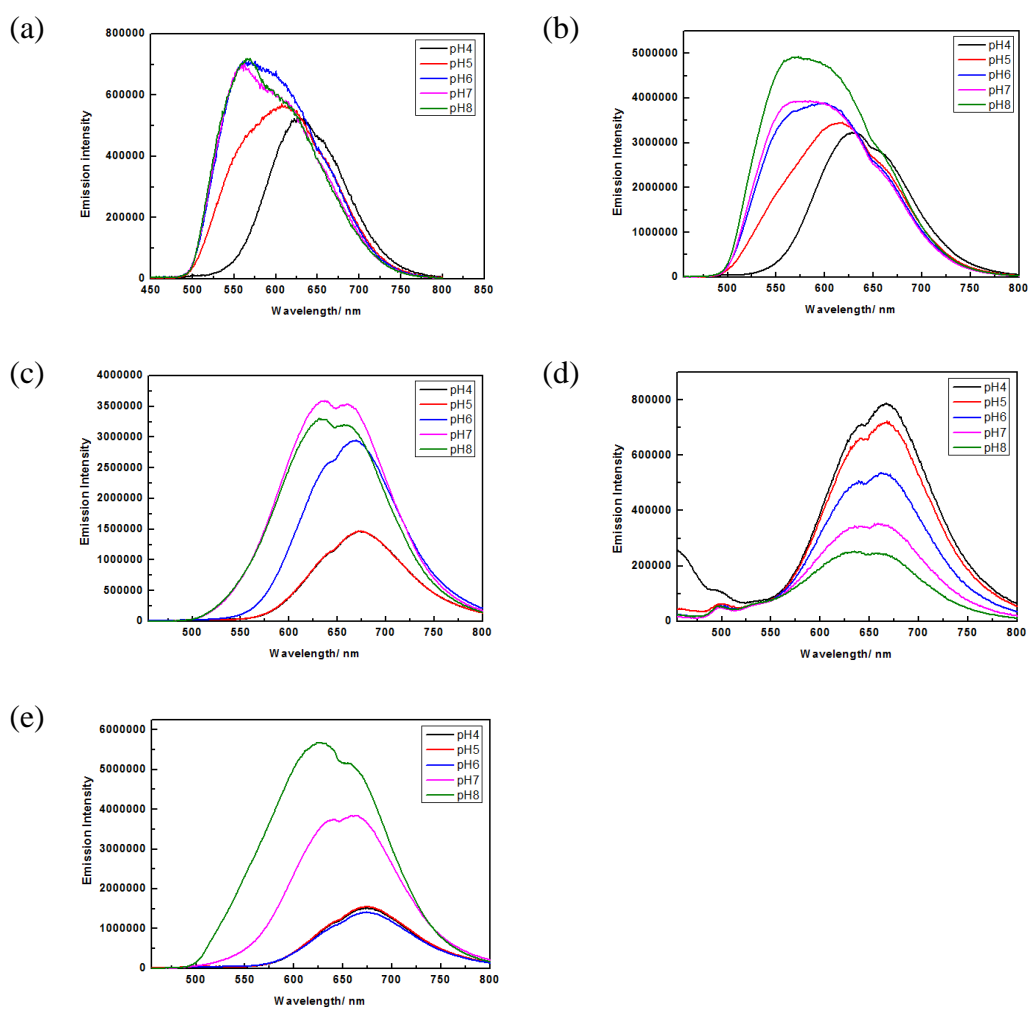 (a)
800000
600000
400000
200000
0
Emission intensity
450 500 550 600 650 700 750 800 850
Wavelength/ nm
pH4
pH5
pH6
pH7
pH8
(b)
5000000
4000000
3000000
2000000
1000000
0
Emission Intensity
500 550 600 650 700 750 800
Wavelength/ nm
pH4
pH5
pH6
pH7
pH8
(c)
4000000
3500000
3000000
2500000
2000000
1500000
1000000
500000
0
Emission Intensity
450 500 550 600 650 700 750 800
Wavelength/ nm
pH4
pH5
pH6
pH7
pH8
(d)
800000
600000
400000
200000
0
Emission Intensity
500 550 600 650 700 750 800
Wavelength/ nm
pH4
pH5
pH6
pH7
pH8
(e)
6000000
5000000
4000000
3000000
2000000
1000000
0
Emission Intensity
500 550 600 650 700 750 800
Wavelength/ nm
pH4
pH5
pH6
pH7
pH8